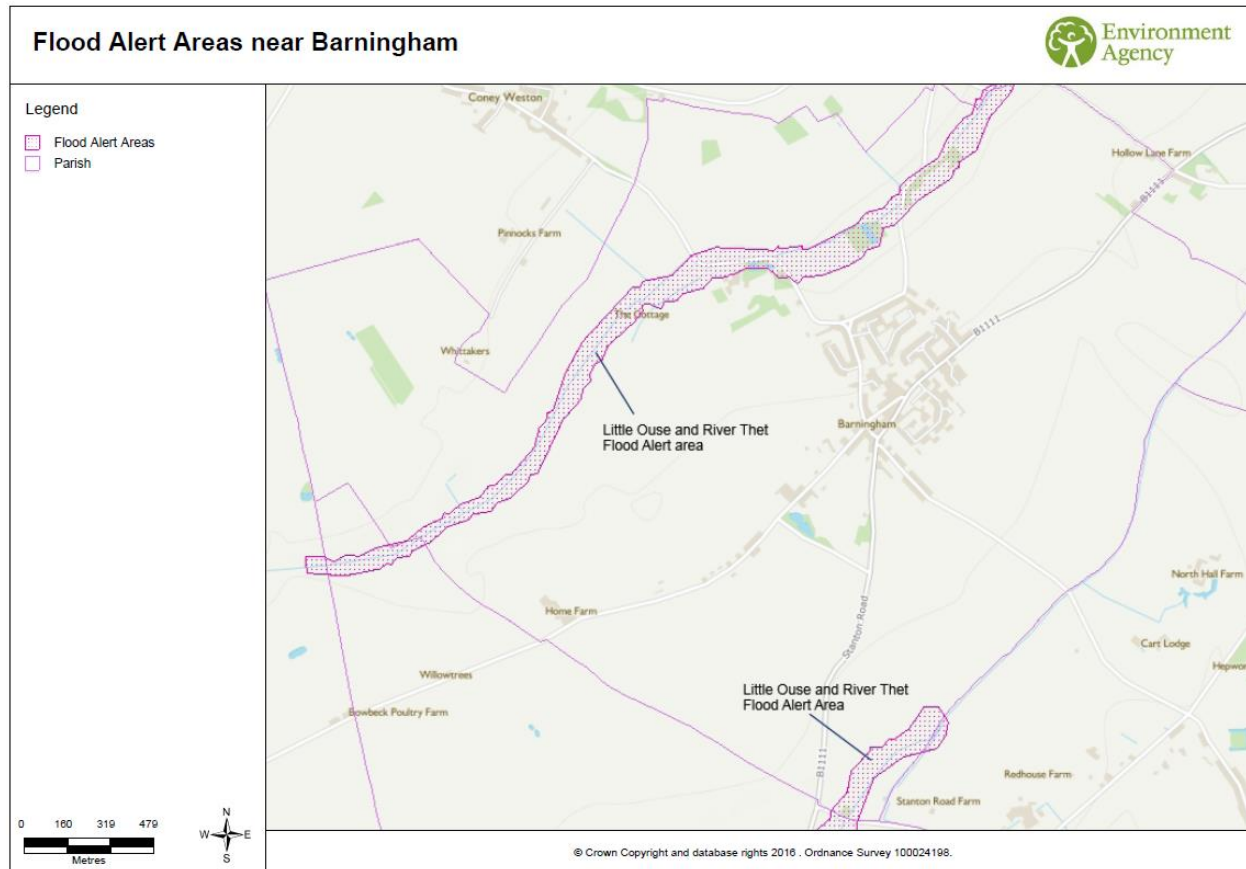 Flood Alert Areas near Barningham
Environment
Agency
Legend
Flood Alert Areas
Parish
Coney Weston
Hollow Lane Farm
B1111
Pinnocks Farm
The Cottage
Whittakers
B1111
Little Ouse and River Thet
Flood Alert area
Barningham
North Hall Farm
Home Farm
Stanton Road
Cart Lodge
Hepwor
Willowtrees
Little Ouse and River Thet
Flood Alert Area
Bowbeck Poultry Farm
B1111
Redhouse Farm
Stanton Road Farm
0 160 319 479
Metres
N
W E
S
© Crown Copyright and database rights 2016 . Ordnance Survey 100024198.